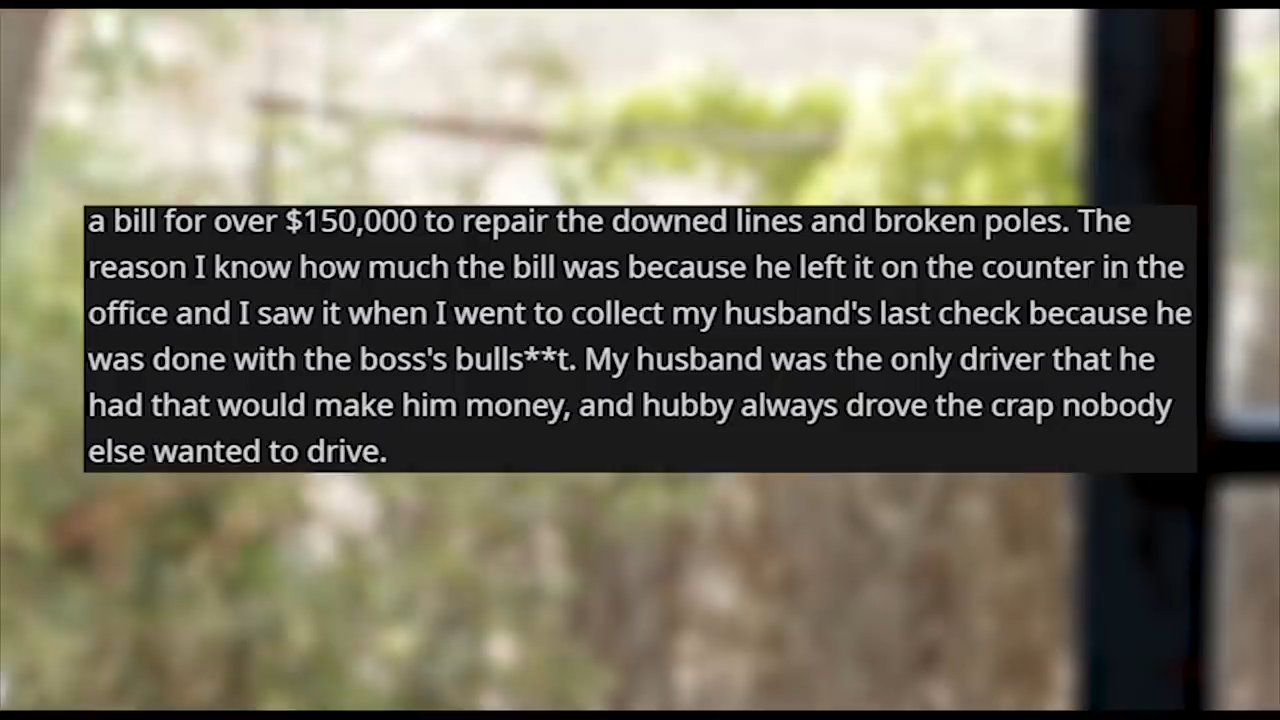 a bill for over $150,000 to repair the downed lines and broken poles. The
reason I know how much the bill was because he left it on the counter in the
office and I saw it when I went to collect my husband's last check because he
was done with the boss's bulls**t. My husband was the only driver that he
had that would make him money, and hubby always drove the crap nobody
else wanted to drive.